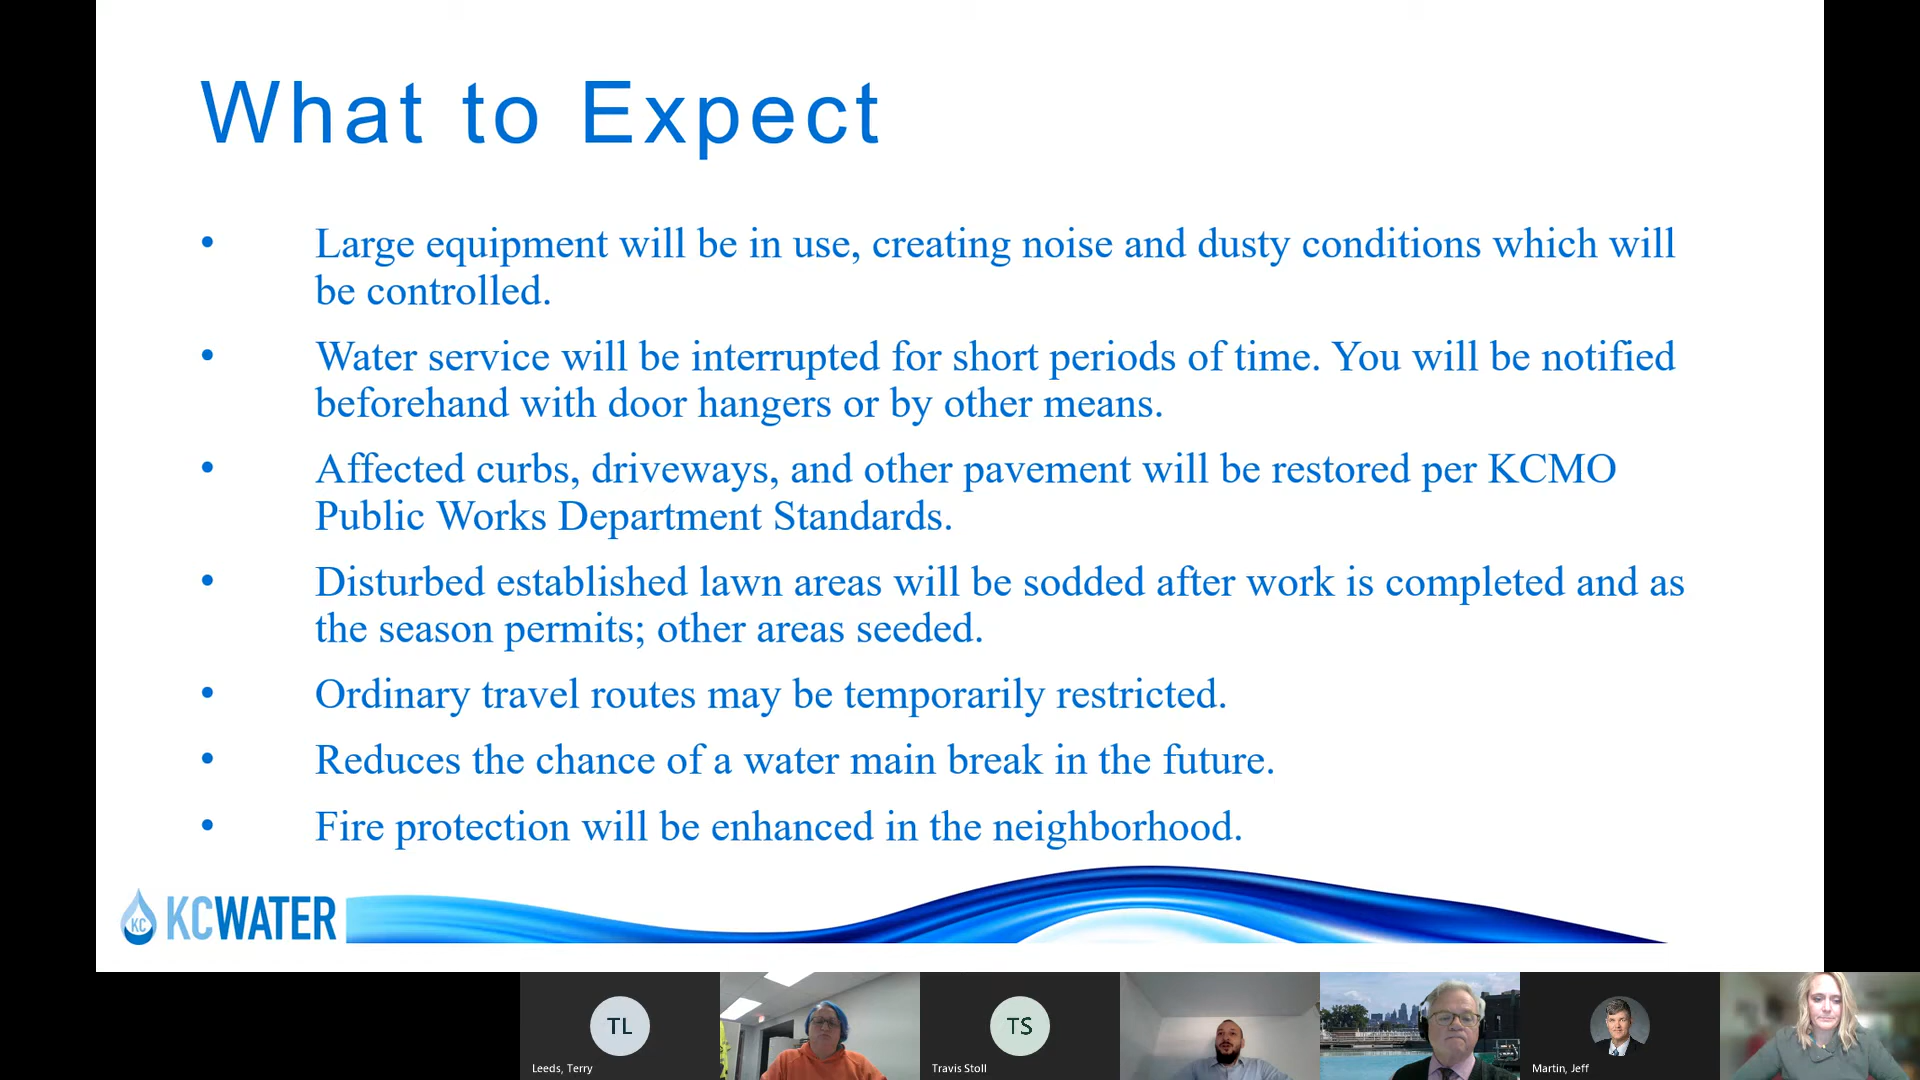 What to Expect
• Large equipment will be in use, creating noise and dusty conditions which will
be controlled.
• Water service will be interrupted for short periods of time. You will be notified
beforehand with door hangers or by other means.
• Affected curbs, driveways, and other pavement will be restored per KCMO
Public Works Department Standards.
• Disturbed established lawn areas will be sodded after work is completed and as
the season permits; other areas seeded.
• Ordinary travel routes may be temporarily restricted.
• Reduces the chance of a water main break in the future.
• Fire protection will be enhanced in the neighborhood.
KC
KCWATER
TL
TS
Leeds, Terry
Travis Stoll
Martin, Jeff